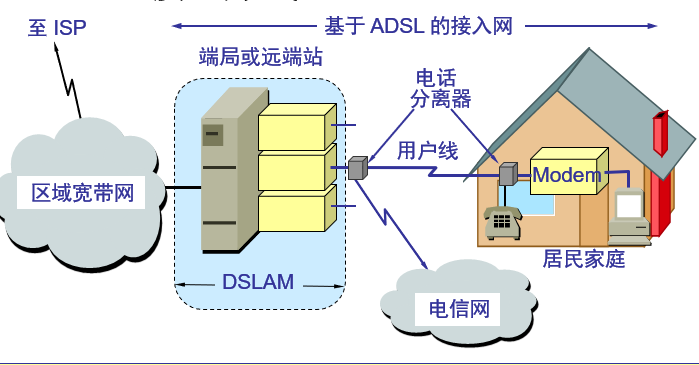 至 ISP
基于 ADSL 的接入网
端局或远端站
电话
分离器
用户线
区域宽带网
Modem
DSLAM
居民家庭
电信网